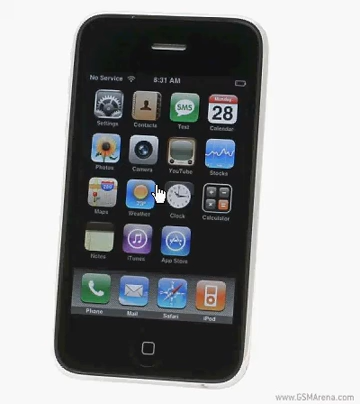 No Service 8:31 AM
Settings Contacts SMS Text Monday 28 Calendar
Photos Camera YouTube Stocks
Maps Weather Clock Calculator
Notes iTunes App Store
Phone Mail Safari iPod
www.GSMArena.com